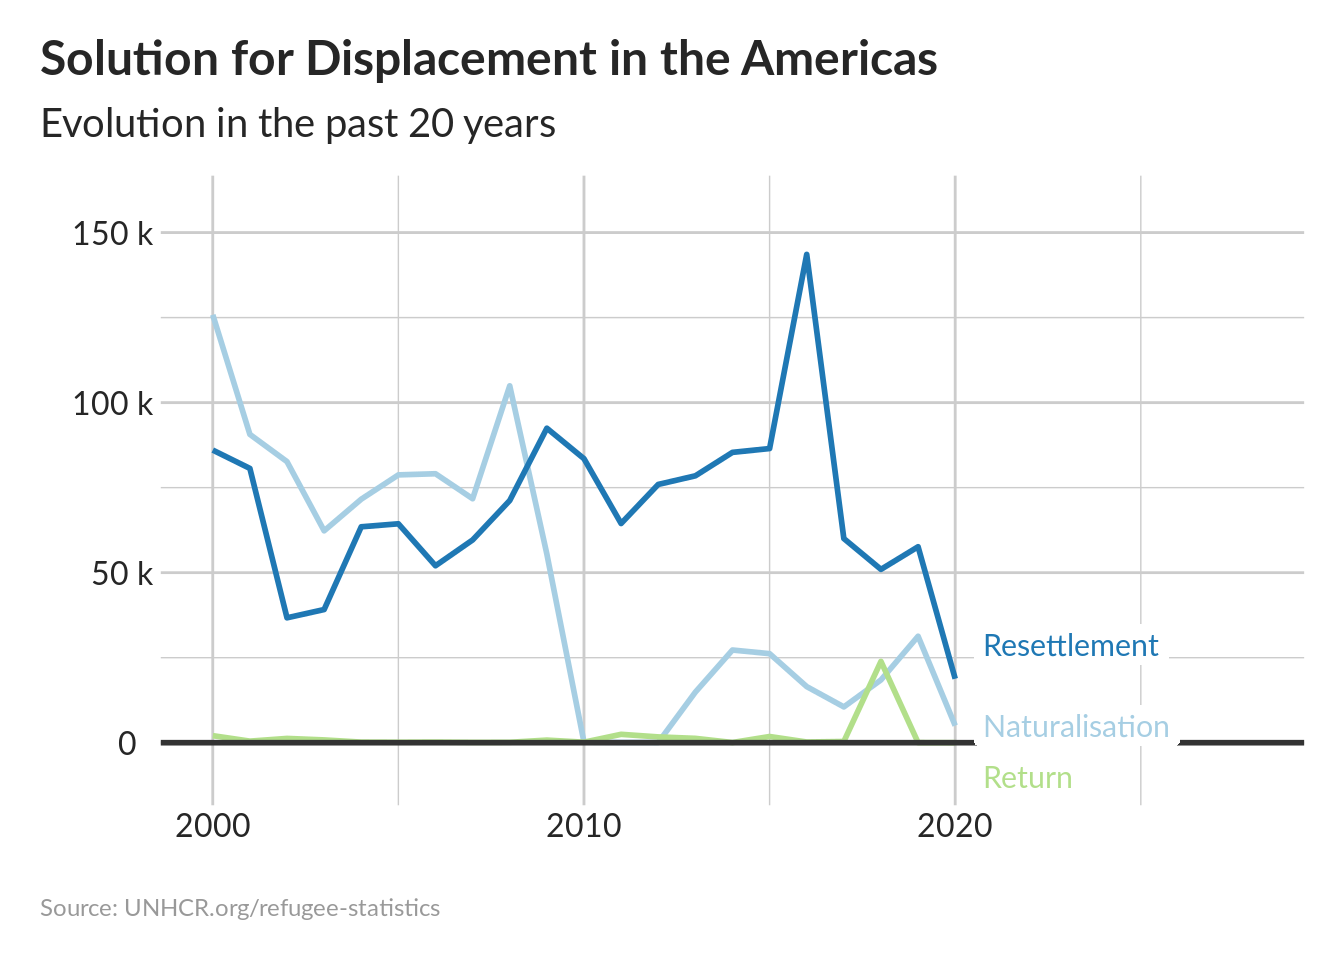 Solution for Displacement in the Americas
Evolution in the past 20 years
150 k
100 k
50 k
0
Resettlement
Naturalisation
Return
2000
2010
2020
Source: UNHCR.org/refugee-statistics